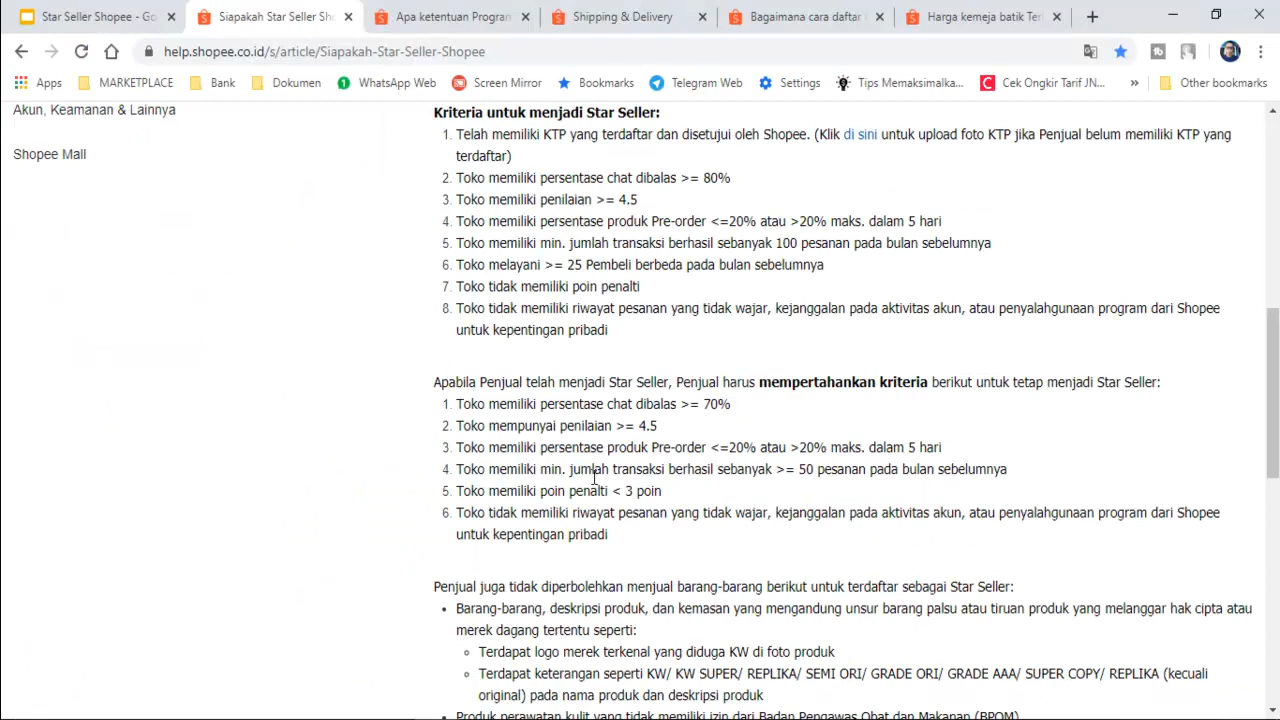 Star Seller Shopee - Go
Siapakah Star Seller Sh
Apa ketentuan Program
Shipping & Delivery
Bagaimana cara daftar
Harga kemeja batik Ter
help.shopee.co.id/s/article/Siapakah-Star-Seller-Shopee
Apps
MARKETPLACE
Bank
Dokumen
WhatsApp Web
Screen Mirror
Bookmarks
Telegram Web
Settings
Tips Memaksimalka...
Cek Ongkir Tarif JN...
»
Other bookmarks
Akun, Keamanan & Lainnya
Shopee Mall
Kriteria untuk menjadi Star Seller:
1. Telah memiliki KTP yang terdaftar dan disetujui oleh Shopee. (Klik di sini untuk upload foto KTP jika Penjual belum memiliki KTP yang
terdaftar)
2. Toko memiliki persentase chat dibalas >= 80%
3. Toko memiliki penilaian >= 4.5
4. Toko memiliki persentase produk Pre-order <=20% atau >20% maks. dalam 5 hari
5. Toko memiliki min. jumlah transaksi berhasil sebanyak 100 pesanan pada bulan sebelumnya
6. Toko melayani >= 25 Pembeli berbeda pada bulan sebelumnya
7. Toko tidak memiliki poin penalti
8. Toko tidak memiliki riwayat pesanan yang tidak wajar, kejanggalan pada aktivitas akun, atau penyalahgunaan program dari Shopee
untuk kepentingan pribadi
Apabila Penjual telah menjadi Star Seller, Penjual harus mempertahankan kriteria berikut untuk tetap menjadi Star Seller:
1. Toko memiliki persentase chat dibalas >= 70%
2. Toko mempunyai penilaian >= 4.5
3. Toko memiliki persentase produk Pre-order <=20% atau >20% maks. dalam 5 hari
4. Toko memiliki min. jumlah transaksi berhasil sebanyak >= 50 pesanan pada bulan sebelumnya
5. Toko memiliki poin penalti < 3 poin
6. Toko tidak memiliki riwayat pesanan yang tidak wajar, kejanggalan pada aktivitas akun, atau penyalahgunaan program dari Shopee
untuk kepentingan pribadi
Penjual juga tidak diperbolehkan menjual barang-barang berikut untuk terdaftar sebagai Star Seller:
• Barang-barang, deskripsi produk, dan kemasan yang mengandung unsur barang palsu atau tiruan produk yang melanggar hak cipta atau
merek dagang tertentu seperti:
○ Terdapat logo merek terkenal yang diduga KW di foto produk
○ Terdapat keterangan seperti KW/ KW SUPER/ REPLIKA/ SEMI ORI/ GRADE ORI/ GRADE AAA/ SUPER COPY/ REPLIKA (kecuali
original) pada nama produk dan deskripsi produk
• Produk perawatan kulit yang tidak memiliki izin dari Badan Pengawas Obat dan Makanan (BPOM)